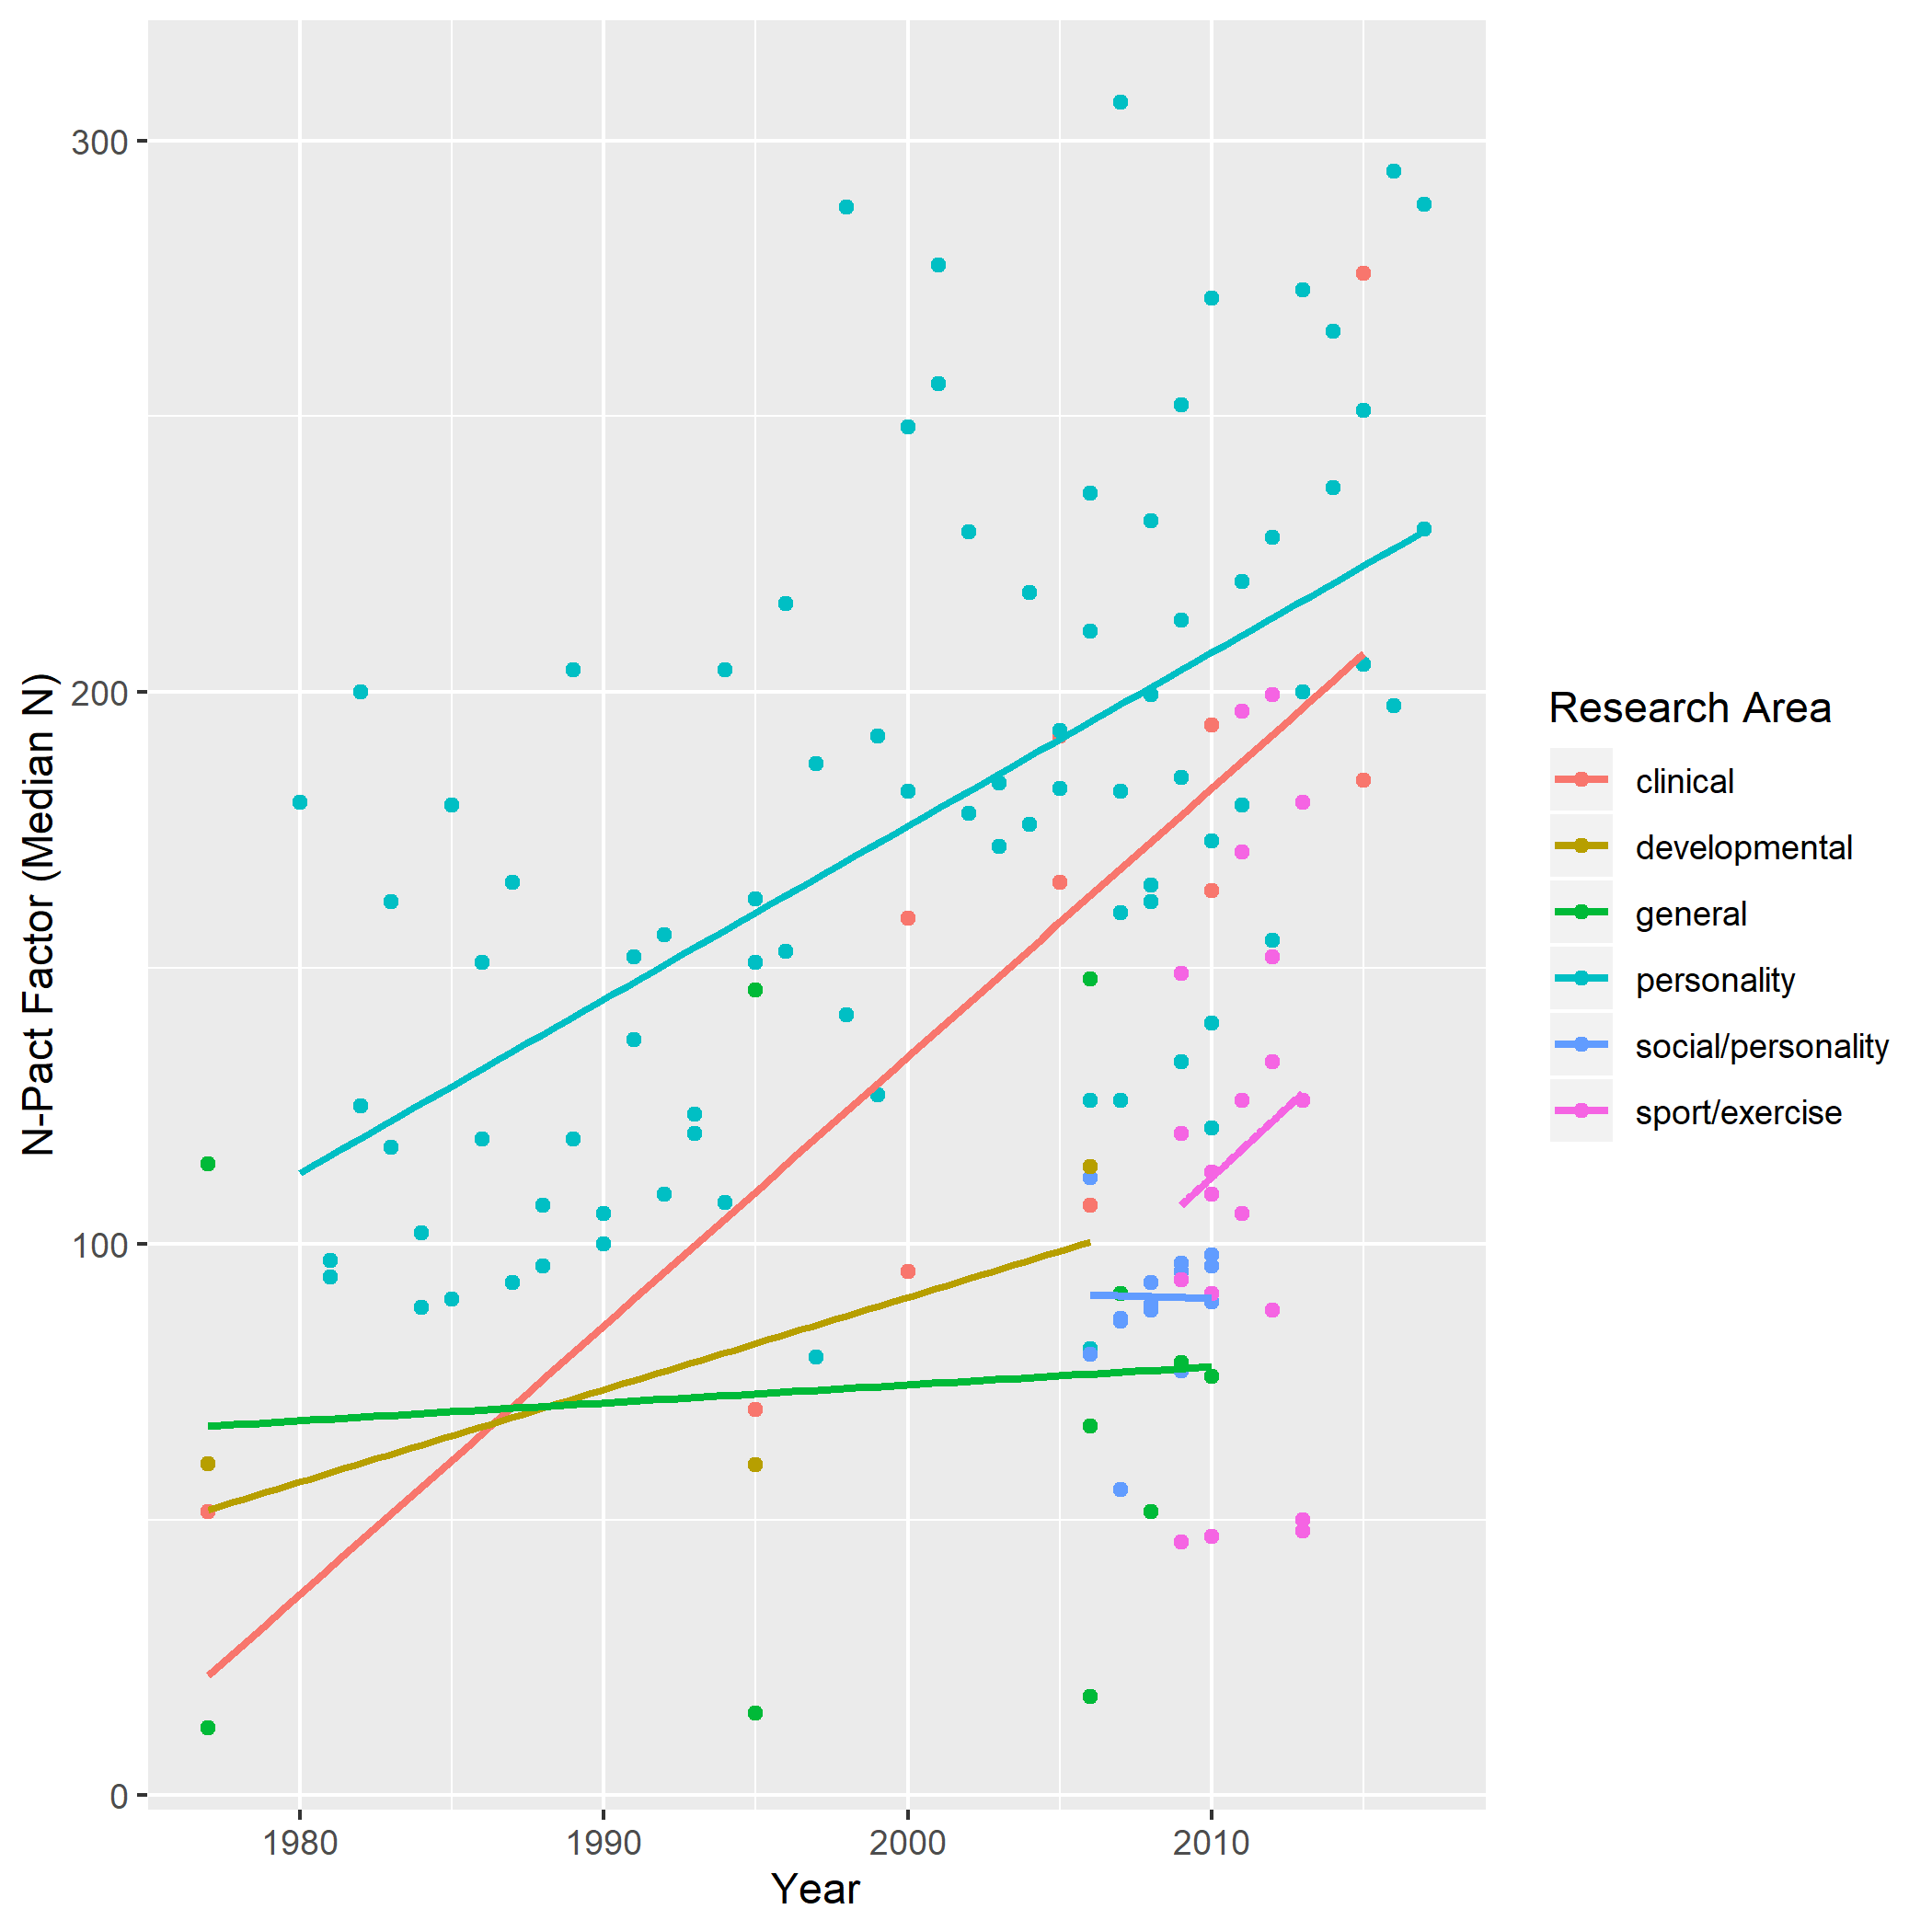 N-Pact Factor (Median N)
300
200
100
0
1980 1990 2000 2010
Year
Research Area
clinical
developmental
general
personality
social/personality
sport/exercise